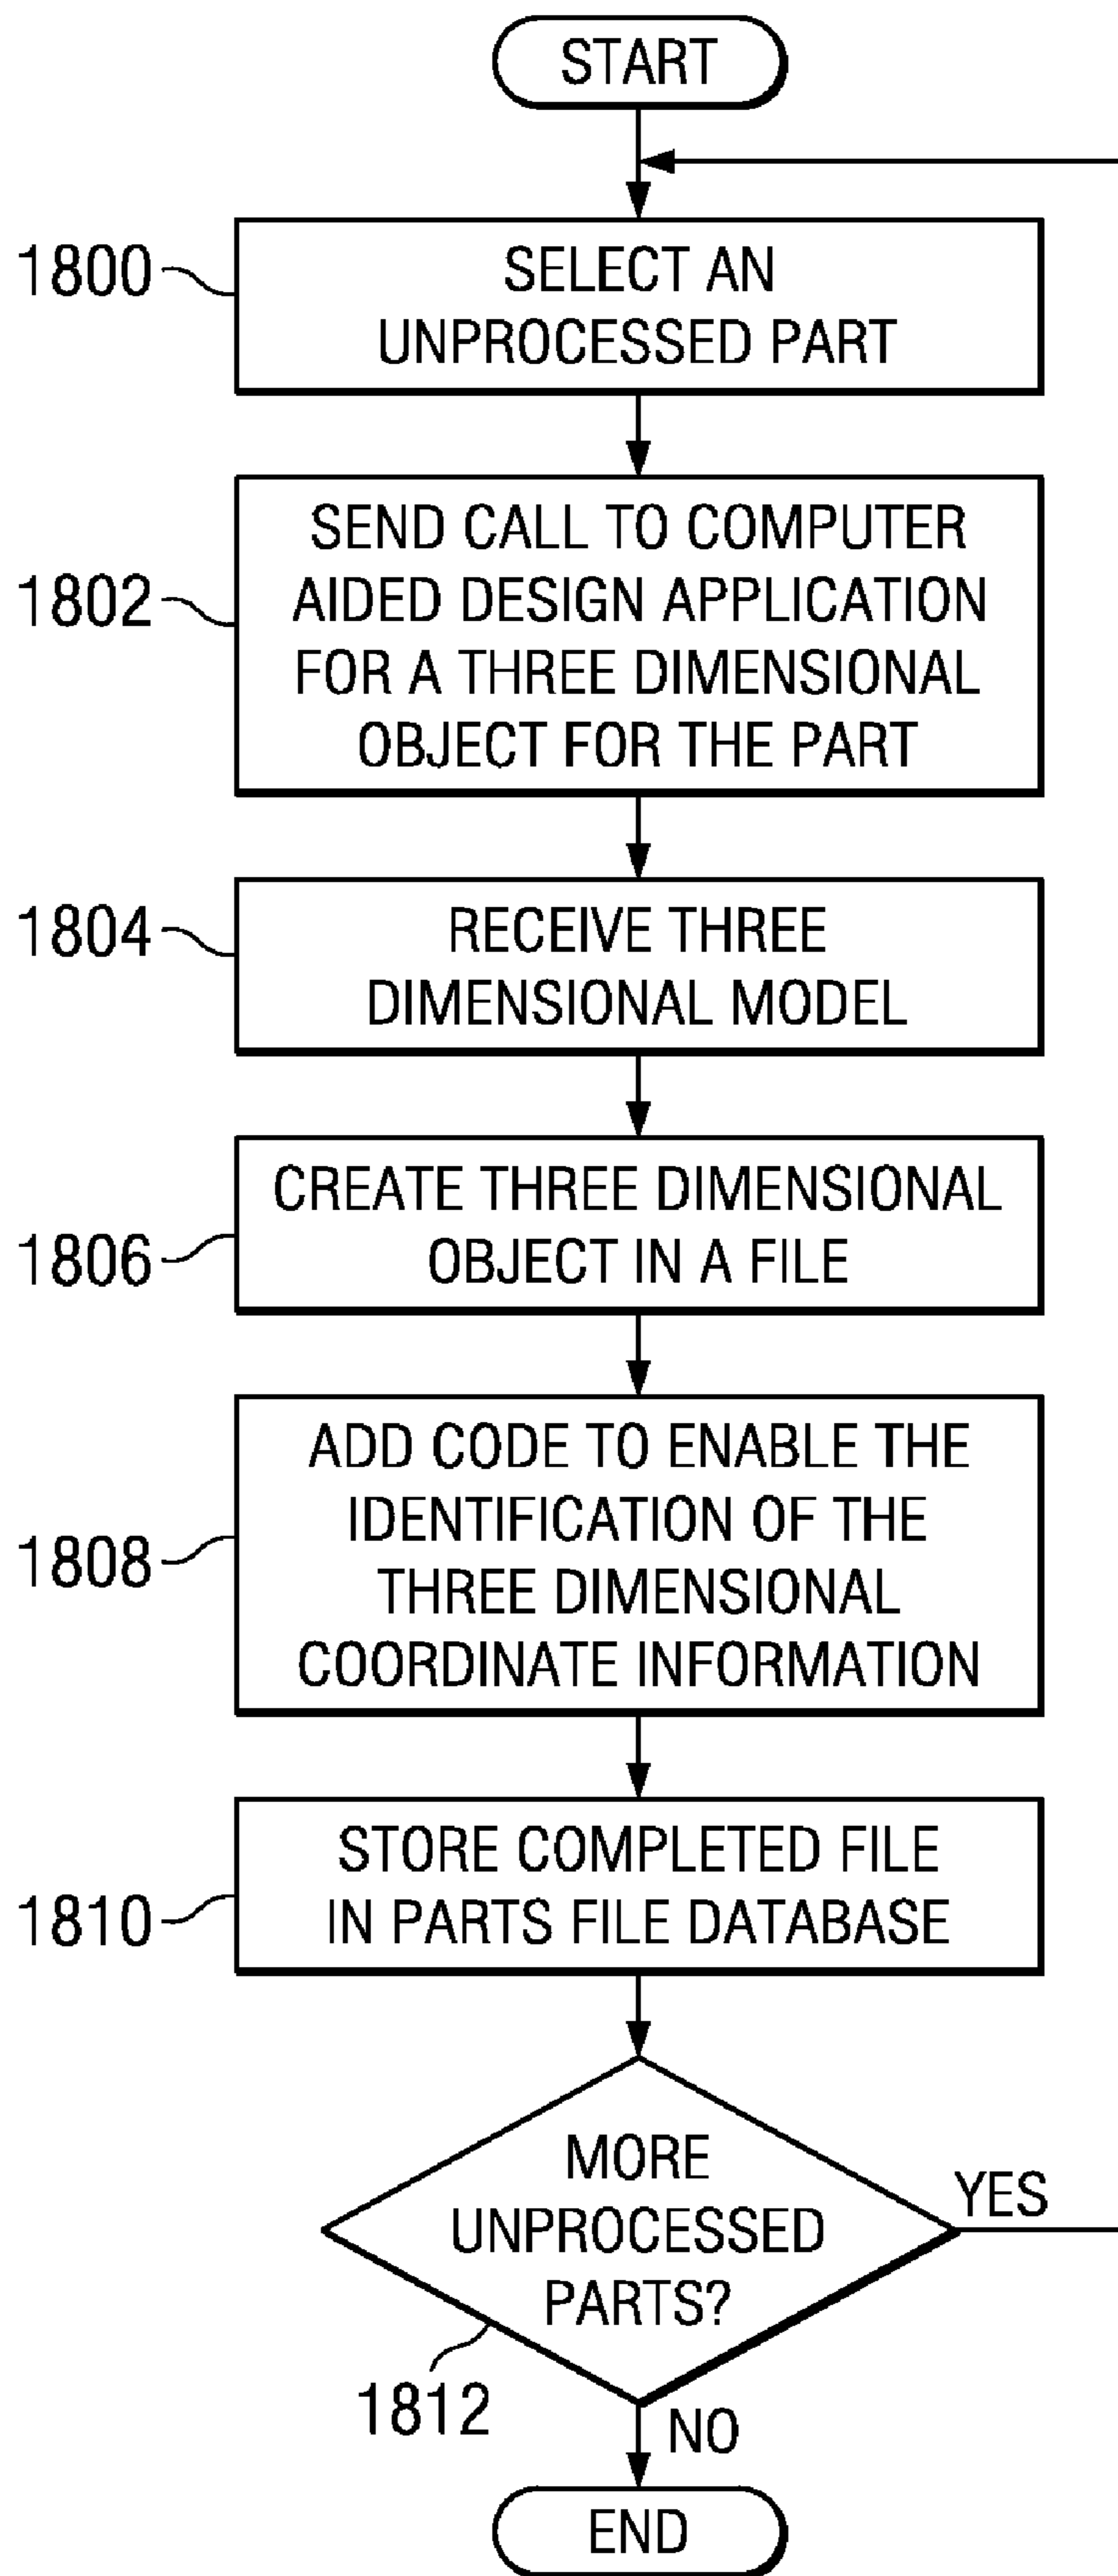 START
1800
SELECT AN
UNPROCESSED PART
1802
SEND CALL TO COMPUTER
AIDED DESIGN APPLICATION
FOR A THREE DIMENSIONAL
OBJECT FOR THE PART
1804
RECEIVE THREE
DIMENSIONAL MODEL
1806
CREATE THREE DIMENSIONAL
OBJECT IN A FILE
1808
ADD CODE TO ENABLE THE
IDENTIFICATION OF THE
THREE DIMENSIONAL
COORDINATE INFORMATION
1810
STORE COMPLETED FILE
IN PARTS FILE DATABASE
MORE
UNPROCESSED
PARTS?
YES
1812
NO
END